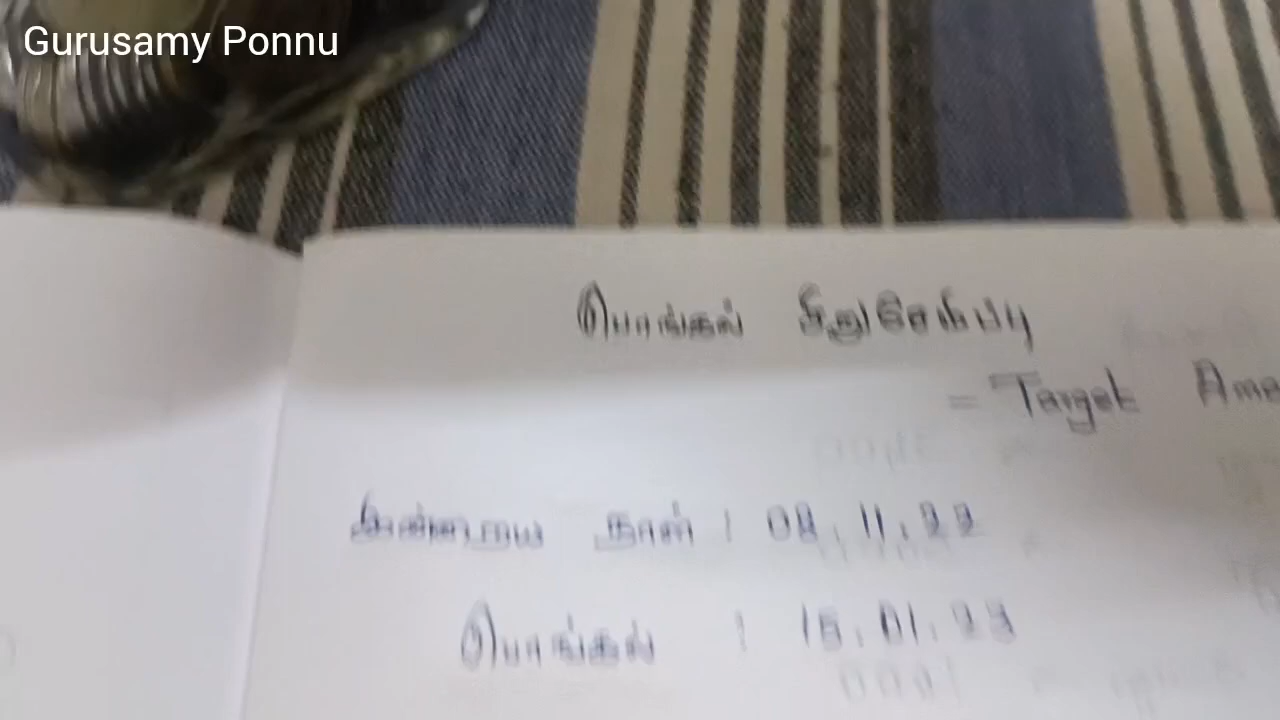 Gurusamy Ponnu
பொங்கல் சிறுசேமிப்பு
= Target
இன்றைய நாள் : 08.11.22
பொங்கல் : 15.01.23